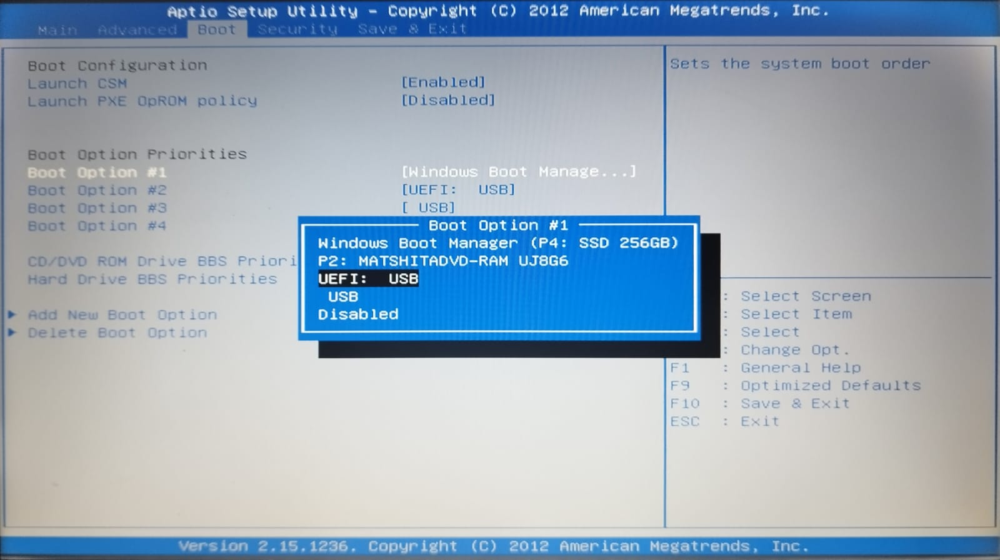 Aptio Setup Utility - Copyright (C) 2012 American Megatrends, Inc.
Main Advanced Boot Security Save & Exit
Boot Configuration
Launch CSM [Enabled]
Launch PXE OpROM policy [Disabled]
Boot Option Priorities
Boot Option #1 [Windows Boot Manage...]
Boot Option #2 [UEFI: USB]
Boot Option #3 [ USB]
Boot Option #4
CD/DVD ROM Drive BBS Priori
Hard Drive BBS Priorities
Add New Boot Option
Delete Boot Option
Boot Option #1
Windows Boot Manager (P4: SSD 256GB)
P2: MATSHITADVD-RAM UJ8G6
UEFI: USB
USB
Disabled
Sets the system boot order
: Select Screen
: Select Item
: Select
: Change Opt.
F1 : General Help
F9 : Optimized Defaults
F10 : Save & Exit
ESC : Exit
Version 2.15.1236. Copyright (C) 2012 American Megatrends, Inc.